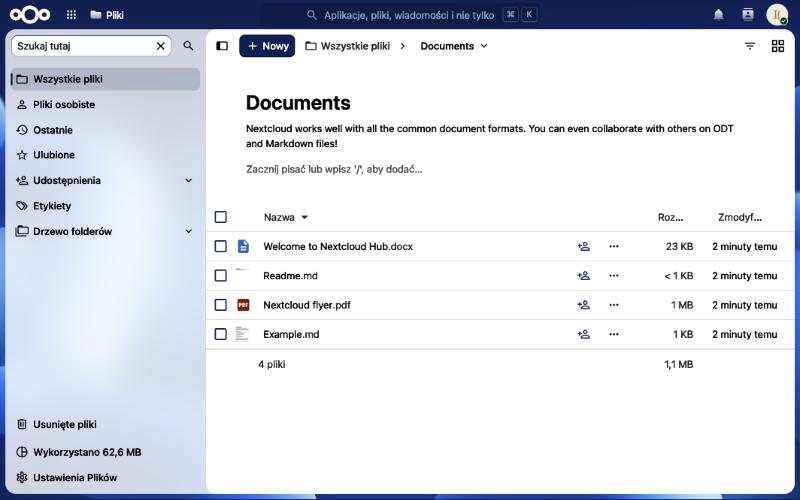 Pliki
Aplikacje, pliki, wiadomości i nie tylko
⌘ K
Szukaj tutaj
Wszystkie pliki
Pliki osobiste
Ostatnie
Ulubione
Udostępnienia
Etykiety
Drzewo folderów
Usunięte pliki
Wykorzystano 62,6 MB
Ustawienia Plików
+ Nowy
Wszystkie pliki
Documents
Documents
Nextcloud works well with all the common document formats. You can even collaborate with others on ODT
and Markdown files!
Zacznij pisać lub wpisz '/', aby dodać…
Nazwa Roz… Zmodyf…
Welcome to Nextcloud Hub.docx 23 KB 2 minuty temu
Readme.md < 1 KB 2 minuty temu
PDF Nextcloud flyer.pdf 1 MB 2 minuty temu
Example.md 1 KB 2 minuty temu
4 pliki 1,1 MB